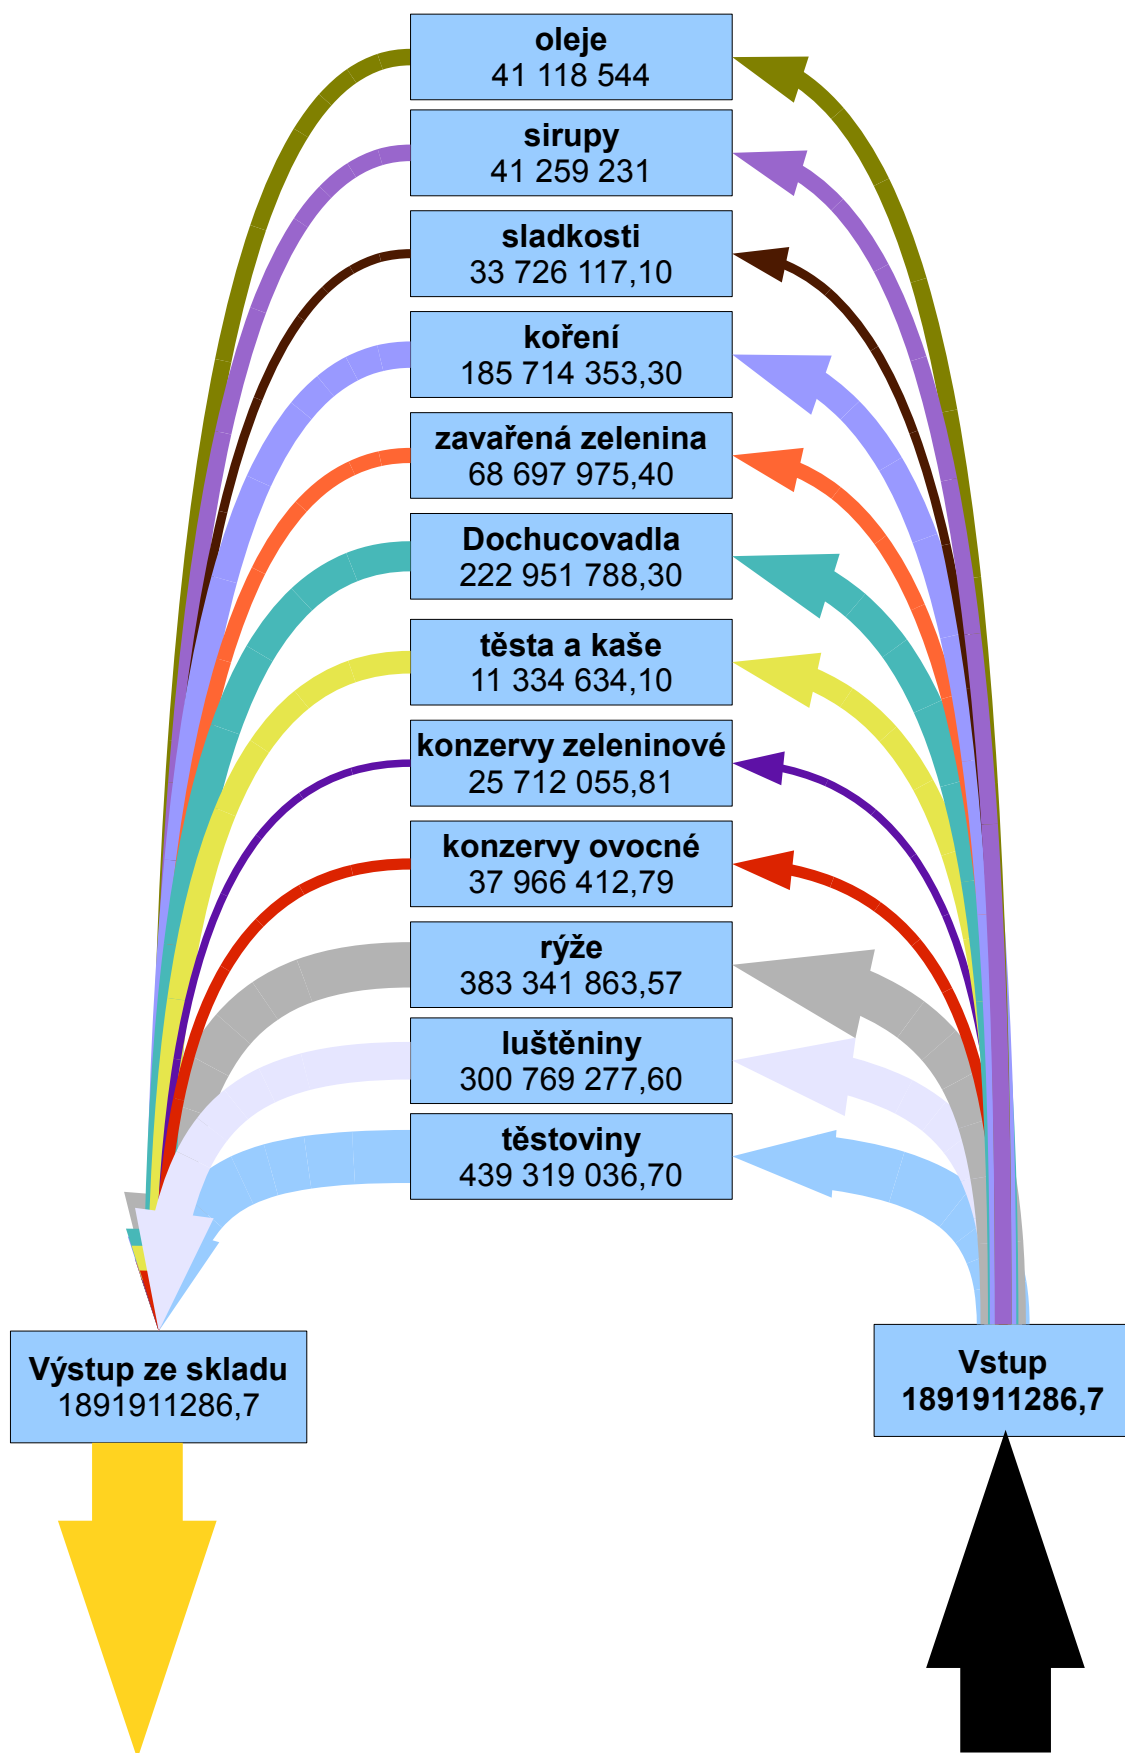 oleje
41 118 544
sirupy
41 259 231
sladkosti
33 726 117,10
koření
185 714 353,30
zavařená zelenina
68 697 975,40
Dochucovadla
222 951 788,30
těsta a kaše
11 334 634,10
konzervy zeleninové
25 712 055,81
konzervy ovocné
37 966 412,79
rýže
383 341 863,57
luštěniny
300 769 277,60
těstoviny
439 319 036,70
Výstup ze skladu
1891911286,7
Vstup
1891911286,7